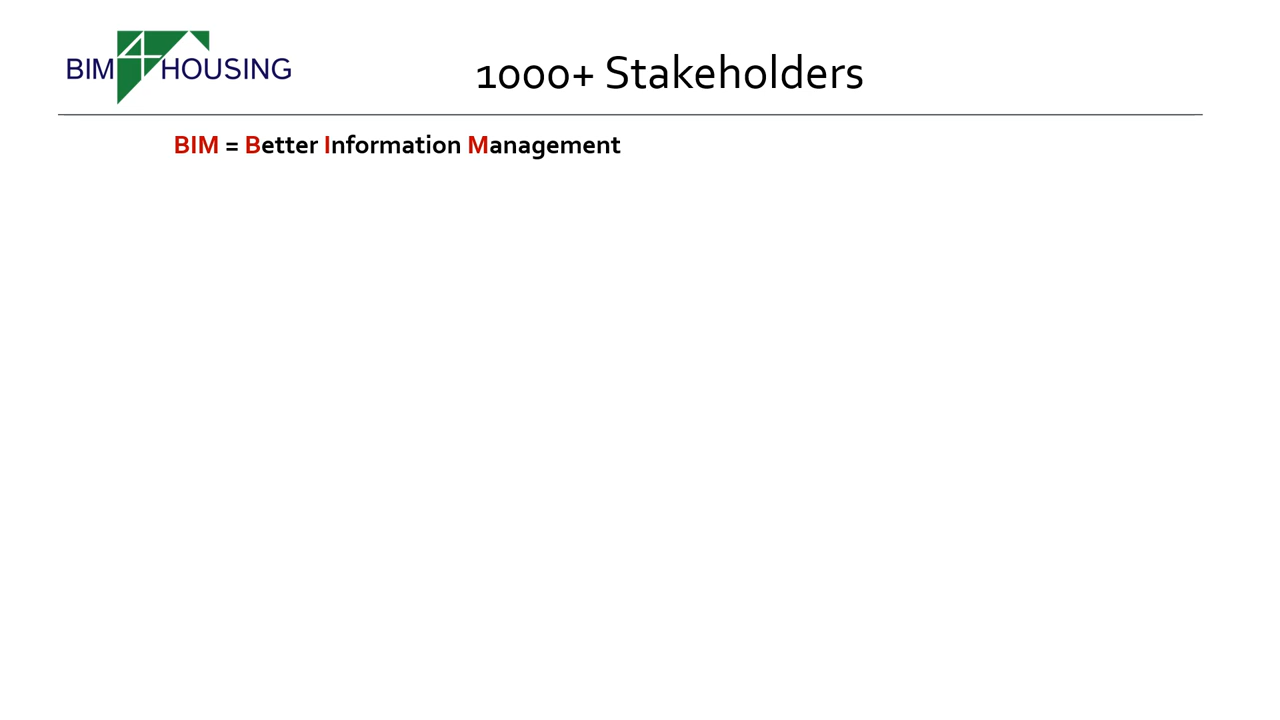 BIM4HOUSING
1000+ Stakeholders
BIM = Better Information Management